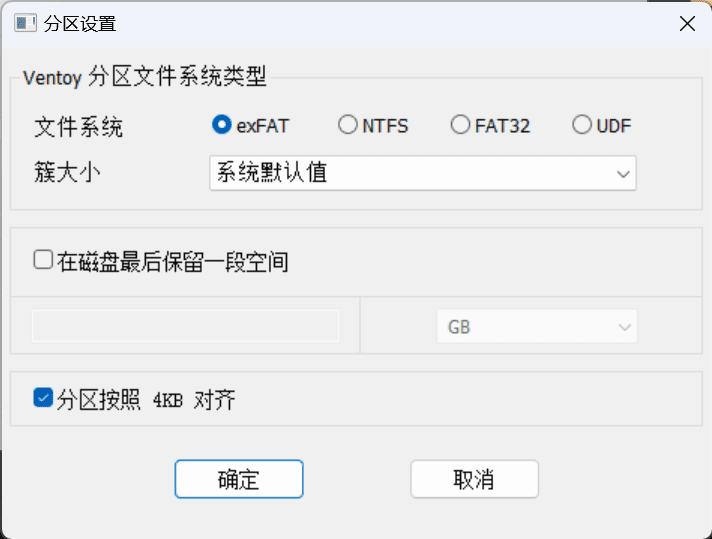 分区设置
Ventoy 分区文件系统类型
文件系统 exFAT NTFS FAT32 UDF
簇大小 系统默认值
在磁盘最后保留一段空间
GB
分区按照 4KB 对齐
确定 取消